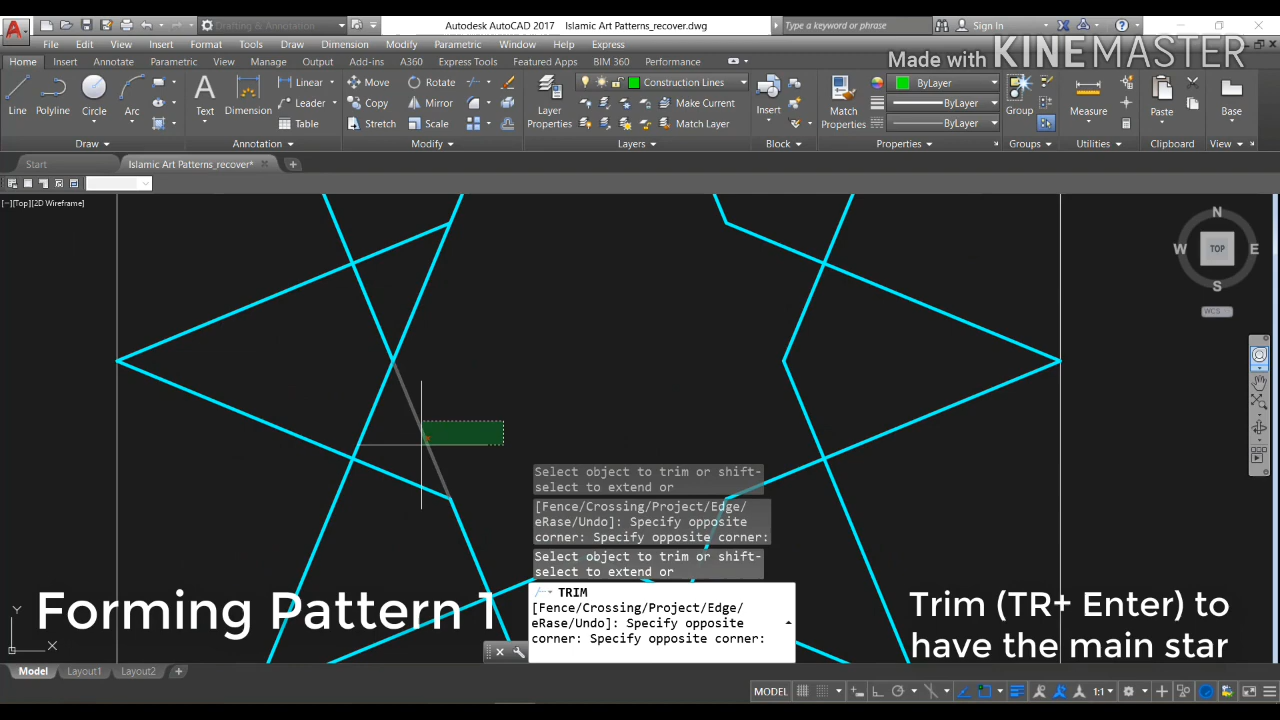 Drafting & Annotation
Autodesk AutoCAD 2017 Islamic Art Patterns_recover.dwg
Type a keyword or phrase
Sign In
File Edit View Insert Format Tools Draw Dimension Modify Parametric Window Help Express
Made with KINEMASTER
Home Insert Annotate Parametric View Manage Output Add-ins A360 Express Tools Featured Apps BIM 360 Performance
Line Polyline Circle Arc
Text Dimension
Linear
Leader
Table
Move Rotate
Copy Mirror
Stretch Scale
Layer
Properties
Construction Lines
Make Current
Match Layer
Insert
Match
Properties
ByLayer
ByLayer
ByLayer
Group
Measure
Paste
Base
Draw Annotation Modify Layers Block Properties Groups Utilities Clipboard View
Start Islamic Art Patterns_recover*
[−][Top][2D Wireframe]
N
W TOP E
S
WCS
Select object to trim or shift-
select to extend or
[Fence/Crossing/Project/Edge/
eRase/Undo]: Specify opposite
corner: Specify opposite corner:
Select object to trim or shift-
select to extend or
TRIM
[Fence/Crossing/Project/Edge/
eRase/Undo]: Specify opposite
corner: Specify opposite corner:
Forming Pattern 1
Trim (TR+ Enter) to
have the main star
Y
X
Model Layout1 Layout2
MODEL 1:1